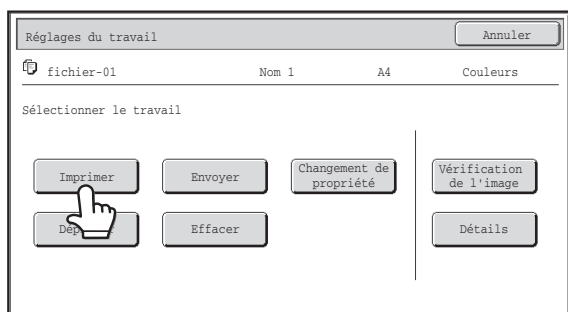 Réglages du travail
Annuler
fichier-01 Nom 1 A4 Couleurs
Sélectionner le travail
Imprimer
Envoyer
Changement de
propriété
Vérification
de l'image
Effacer
Détails